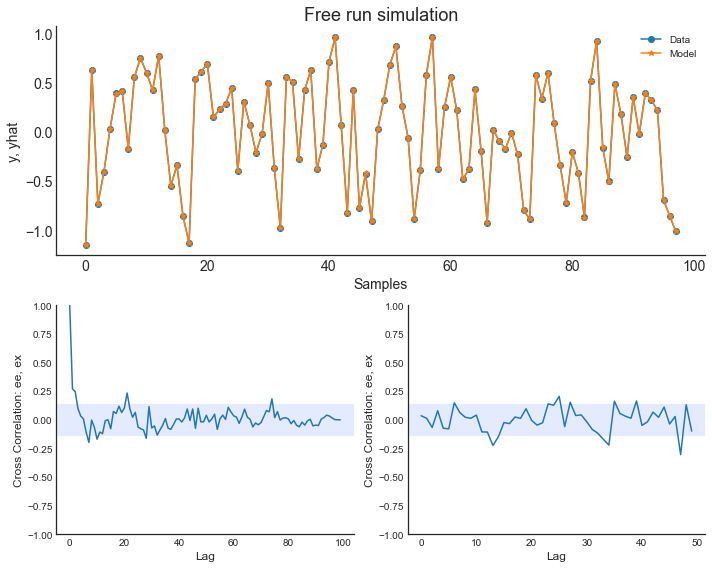 Free run simulation
Data
Model
y, yhat
1.0
0.5
0.0
−0.5
−1.0
0 20 40 60 80 100
Samples
Cross Correlation: ee, ex
1.00
0.75
0.50
0.25
0.00
−0.25
−0.50
−0.75
−1.00
0 20 40 60 80 100
Lag
Cross Correlation: ee, ex
1.00
0.75
0.50
0.25
0.00
−0.25
−0.50
−0.75
−1.00
0 10 20 30 40 50
Lag